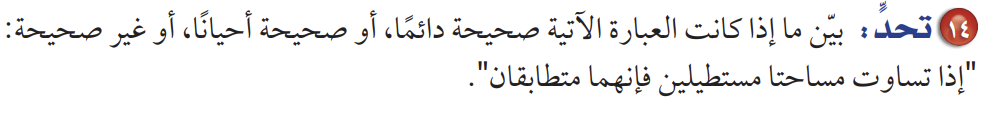 ١٤ تحدٍّ: بيّن ما إذا كانت العبارة الآتية صحيحة دائمًا، أو صحيحة أحيانًا، أو غير صحيحة:
"إذا تساوت مساحتا مستطيلين فإنهما متطابقان".